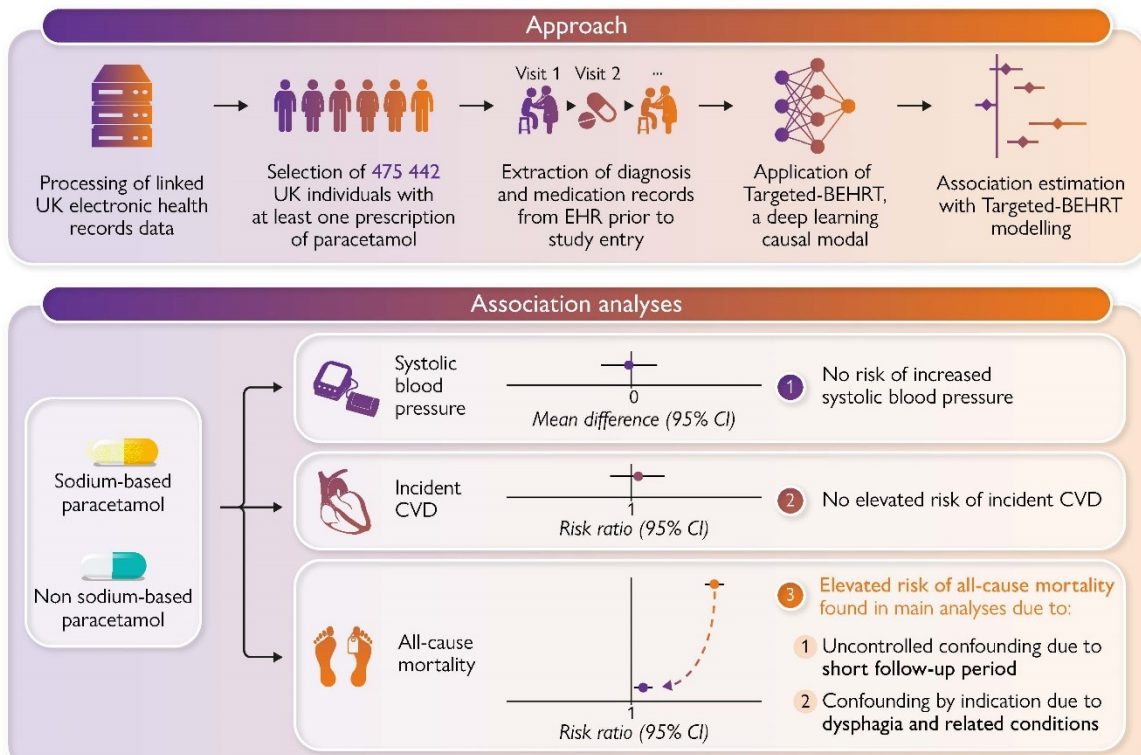 Approach
Processing of linked
UK electronic health
records data
Selection of 475 442
UK individuals with
at least one prescription
of paracetamol
Visit 1
Visit 2
...
Extraction of diagnosis
and medication records
from EHR prior to
study entry
Application of
Targeted-BEHRT,
a deep learning
causal modal
Association estimation
with Targeted-BEHRT
modelling
Association analyses
Sodium-based
paracetamol
Non sodium-based
paracetamol
Systolic
blood
pressure
0
Mean difference (95% CI)
1
No risk of increased
systolic blood pressure
Incident
CVD
1
Risk ratio (95% CI)
2
No elevated risk of incident CVD
All-cause
mortality
1
Risk ratio (95% CI)
3
Elevated risk of all-cause mortality
found in main analyses due to:
1 Uncontrolled confounding due to
short follow-up period
2 Confounding by indication due to
dysphagia and related conditions